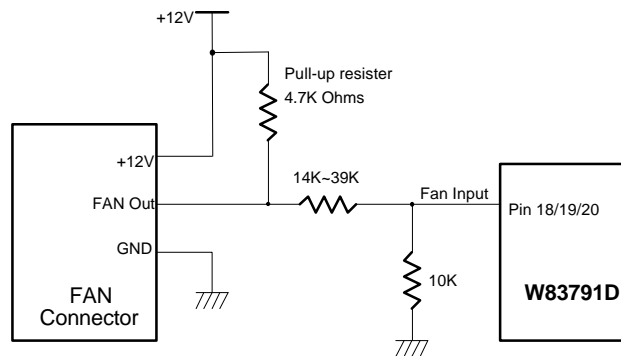 +12V
Pull-up resister
4.7K Ohms
+12V
14K~39K
Fan Input
FAN Out
Pin 18/19/20
GND
10K
W83791D
FAN
Connector